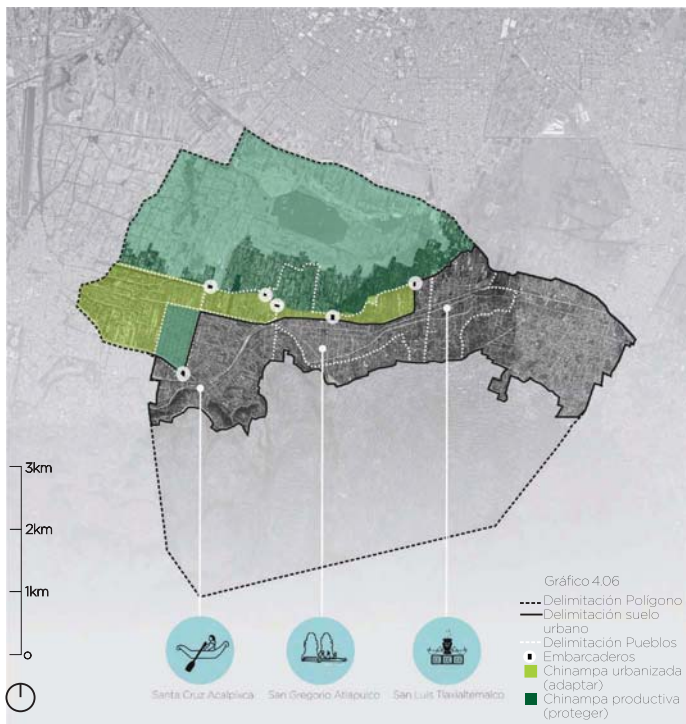 3km
2km
1km
0
Santa Cruz Acalpixca
San Gregorio Atlapulco
San Luis Tlaxialtemalco
Gráfico 4.06
Delimitación Polígono
Delimitación suelo
urbano
Delimitación Pueblos
Embarcaderos
Chinampa urbanizada
(adaptar)
Chinampa productiva
(proteger)